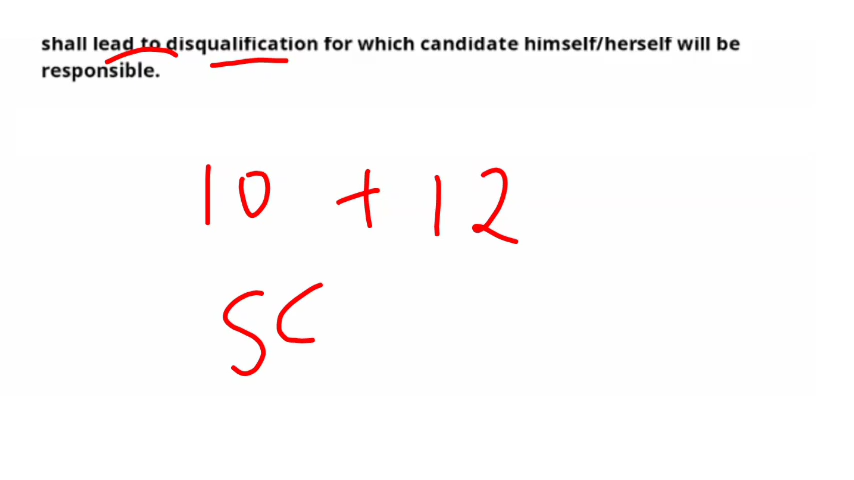 shall lead to disqualification for which candidate himself/herself will be
responsible.
10 + 12
SC